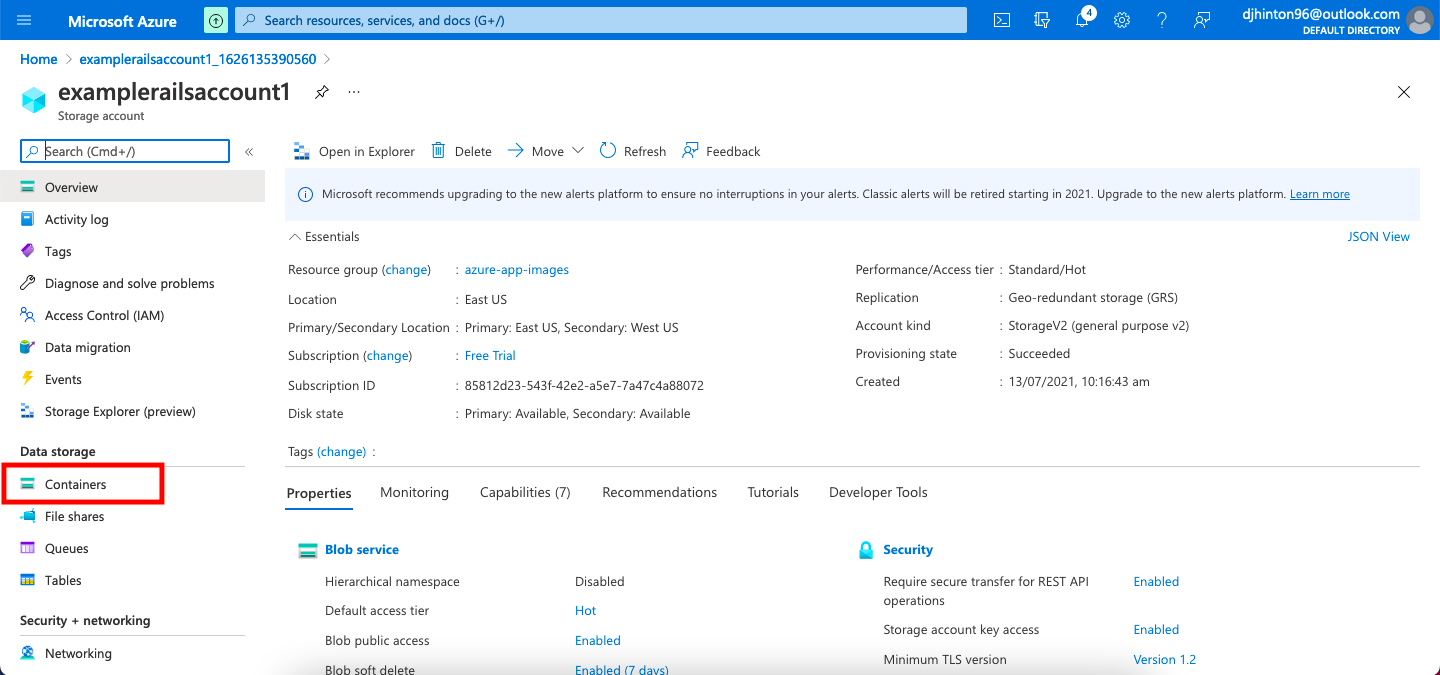 Microsoft Azure
Search resources, services, and docs (G+/)
4
djhinton96@outlook.com
DEFAULT DIRECTORY
Home > examplerailsaccount1_1626135390560 >
examplerailsaccount1
...
Storage account
Search (Cmd+/)
«
Overview
Activity log
Tags
Diagnose and solve problems
Access Control (IAM)
Data migration
Events
Storage Explorer (preview)
Data storage
Containers
File shares
Queues
Tables
Security + networking
Networking
Open in Explorer Delete Move Refresh Feedback
Microsoft recommends upgrading to the new alerts platform to ensure no interruptions in your alerts. Classic alerts will be retired starting in 2021. Upgrade to the new alerts platform. Learn more
Essentials
JSON View
Resource group (change) : azure-app-images
Location : East US
Primary/Secondary Location : Primary: East US, Secondary: West US
Subscription (change) : Free Trial
Subscription ID : 85812d23-543f-42e2-a5e7-7a47c4a88072
Disk state : Primary: Available, Secondary: Available
Performance/Access tier : Standard/Hot
Replication : Geo-redundant storage (GRS)
Account kind : StorageV2 (general purpose v2)
Provisioning state : Succeeded
Created : 13/07/2021, 10:16:43 am
Tags (change) :
Properties Monitoring Capabilities (7) Recommendations Tutorials Developer Tools
Blob service
Hierarchical namespace Disabled
Default access tier Hot
Blob public access Enabled
Blob soft delete Enabled (7 days)
Security
Require secure transfer for REST API Enabled
operations
Storage account key access Enabled
Minimum TLS version Version 1.2